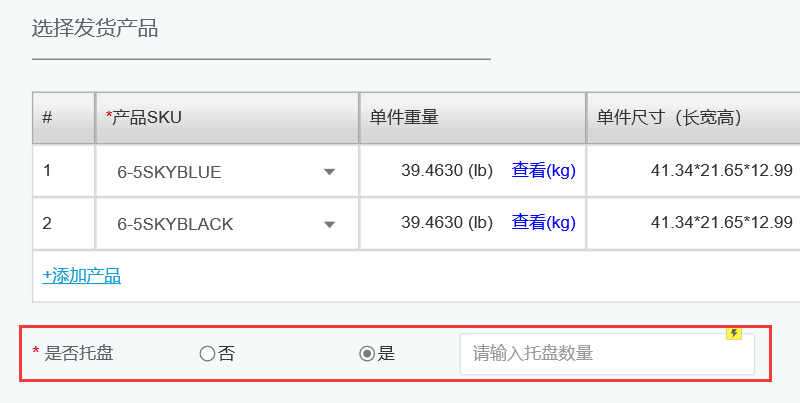 选择发货产品
# *产品SKU 单件重量 单件尺寸（长宽高）
1 6-5SKYBLUE 39.4630 (lb) 查看(kg) 41.34*21.65*12.99
2 6-5SKYBLACK 39.4630 (lb) 查看(kg) 41.34*21.65*12.99
+添加产品
* 是否托盘 否 是 请输入托盘数量